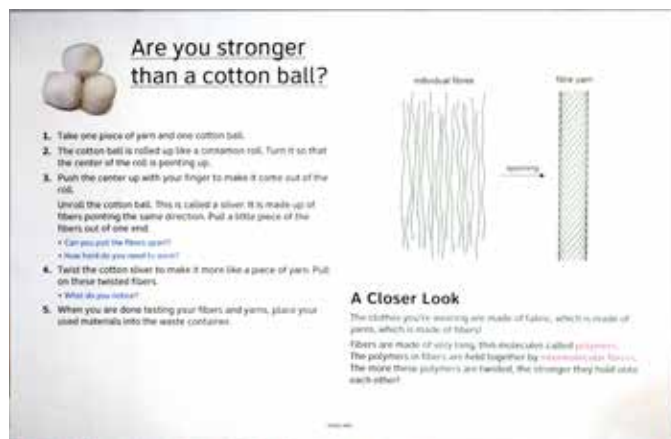 Are you stronger
than a cotton ball?
1. Take one piece of yarn and one cotton ball.
2. The cotton ball is rolled up like a cinnamon roll. Turn it so that
the center of the roll is pointing up.
3. Push the center up with your finger to make it come out of the
roll.
Unroll the cotton ball. This is called a sliver. It is made up of
fibers pointing the same direction. Pull a little piece of the
fibers out of one end.
• Can you pull the fibers apart?
• How hard do you need to work?
4. Twist the cotton sliver to make it more like a piece of yarn. Pull
on these twisted fibers.
• What do you notice?
5. When you are done testing your fibers and yarns, place your
used materials into the waste container.
individual fibres
fibre yarn
spinning
A Closer Look
The clothes you're wearing are made of fabric, which is made of
yarns, which is made of fibers!
Fibers are made of very long, thin molecules called polymers.
The polymers in fibers are held together by intermolecular forces.
The more these polymers are twisted, the stronger they hold onto
each other!